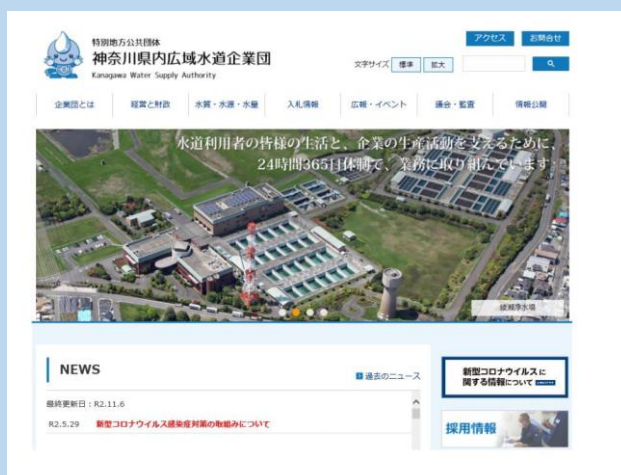 アクセス お問合せ
特別地方公共団体
神奈川県内広域水道企業団
Kanagawa Water Supply Authority
文字サイズ 標準 拡大
企業団とは 経営と財政 水質・水源・水量 入札情報 広報・イベント 議会・監査 情報公開
水道利用者の皆様の生活と、企業の生産活動を支えるために、
24時間365日体制で、業務に取り組んでいます。
綾瀬浄水場
NEWS
過去のニュース
最終更新日:R2.11.6
R2.5.29 新型コロナウイルス感染症対策の取組みについて
新型コロナウイルスに
関する情報について
採用情報